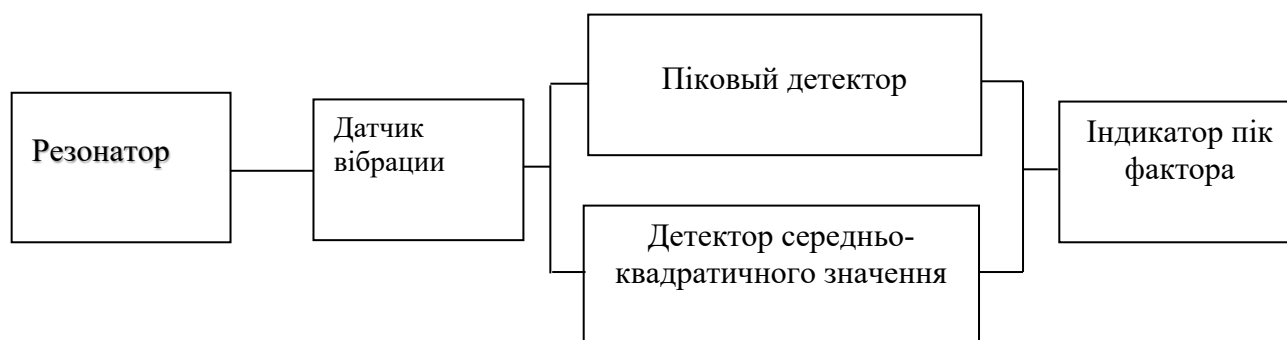 Резонатор
Датчик
вібрации
Піковый детектор
Детектор середньо-
квадратичного значення
Індикатор пік
фактора